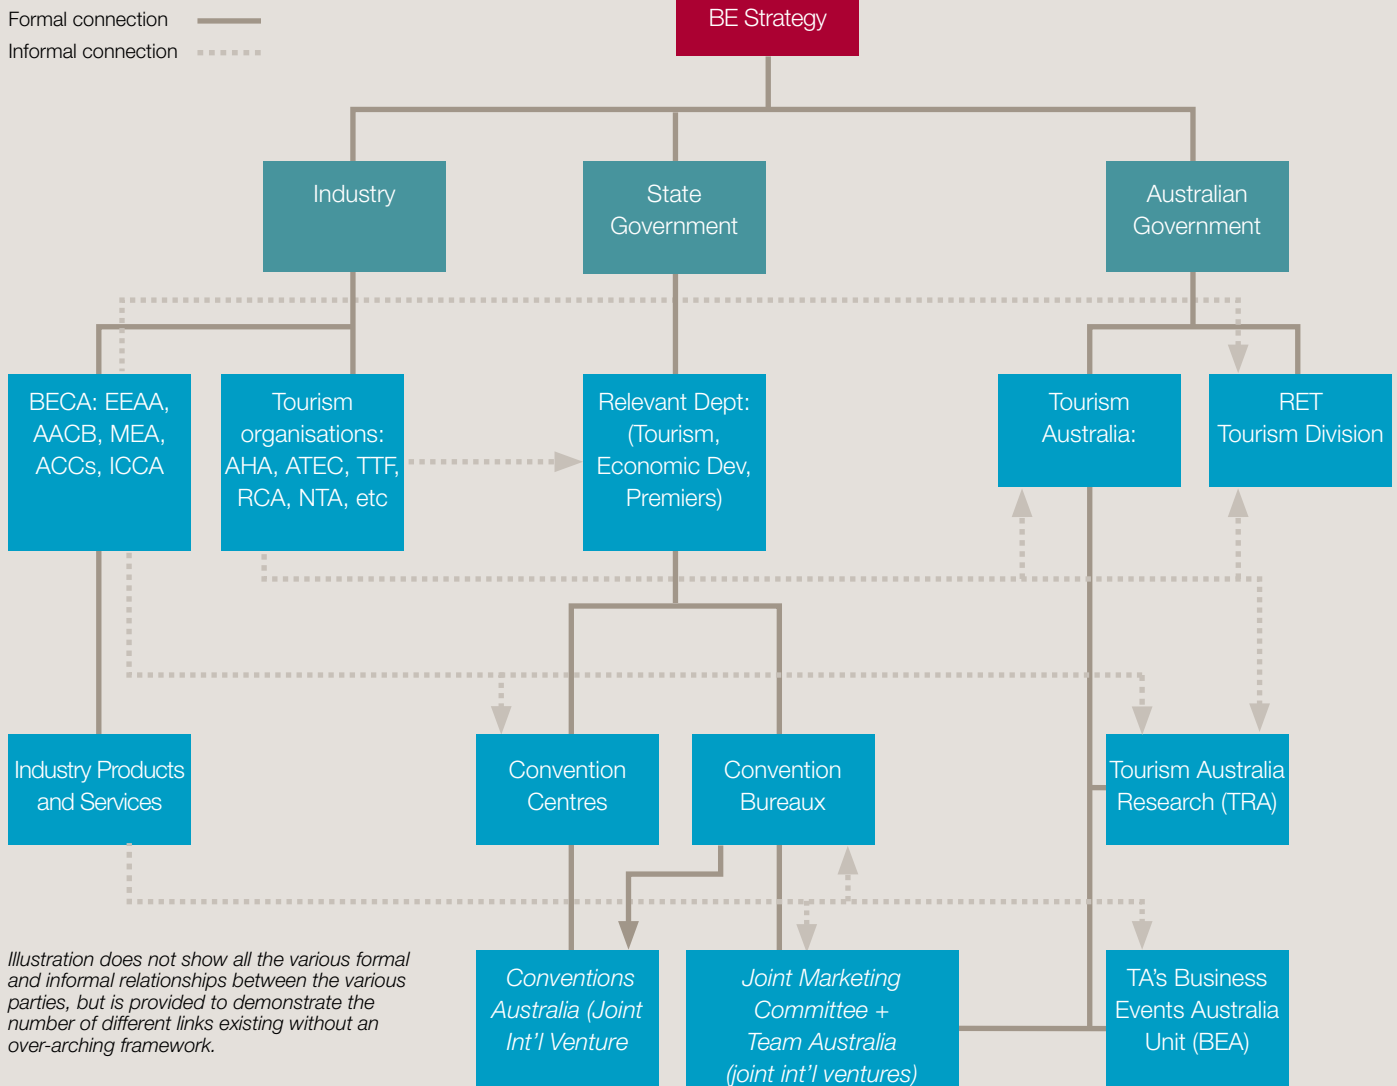 Formal connection
Informal connection
BE Strategy
Industry
State
Government
Australian
Government
BECA: EEAA,
AACB, MEA,
ACCs, ICCA
Tourism
organisations:
AHA, ATEC, TTF,
RCA, NTA, etc
Relevant Dept:
(Tourism,
Economic Dev,
Premiers)
Tourism
Australia:
RET
Tourism Division
Industry Products
and Services
Convention
Centres
Convention
Bureaux
Tourism Australia
Research (TRA)
Illustration does not show all the various formal
and informal relationships between the various
parties, but is provided to demonstrate the
number of different links existing without an
over-arching framework.
Conventions
Australia (Joint
Int'l Venture
Joint Marketing
Committee +
Team Australia
(joint int'l ventures)
TA's Business
Events Australia
Unit (BEA)